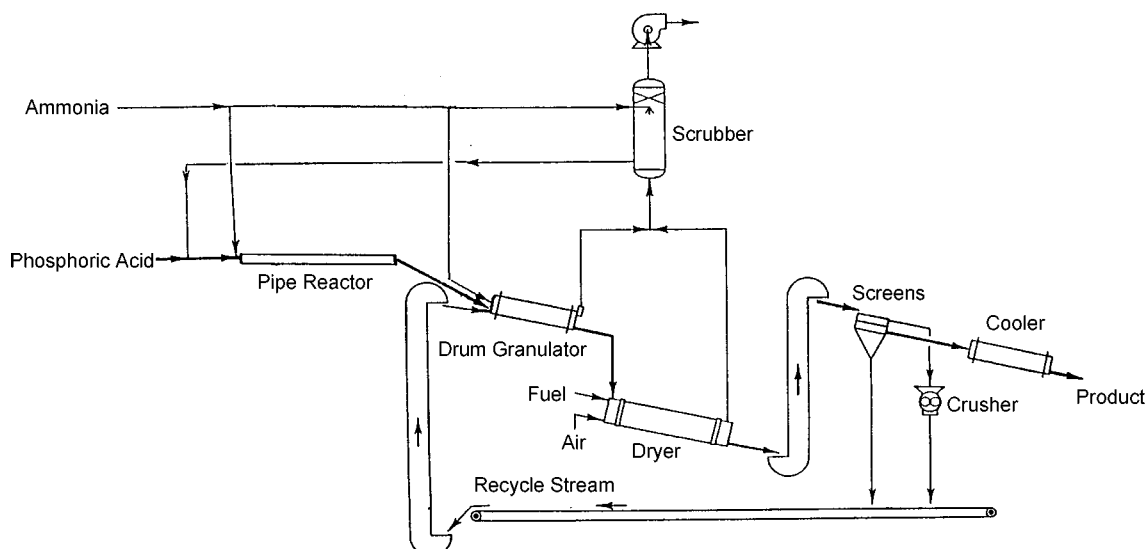 Ammonia
Scrubber
Phosphoric Acid
Pipe Reactor
Screens
Cooler
Drum Granulator
Fuel
Product
Crusher
Air
Dryer
Recycle Stream